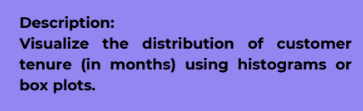 Description:
Visualize the distribution of customer
tenure (in months) using histograms or
box plots.